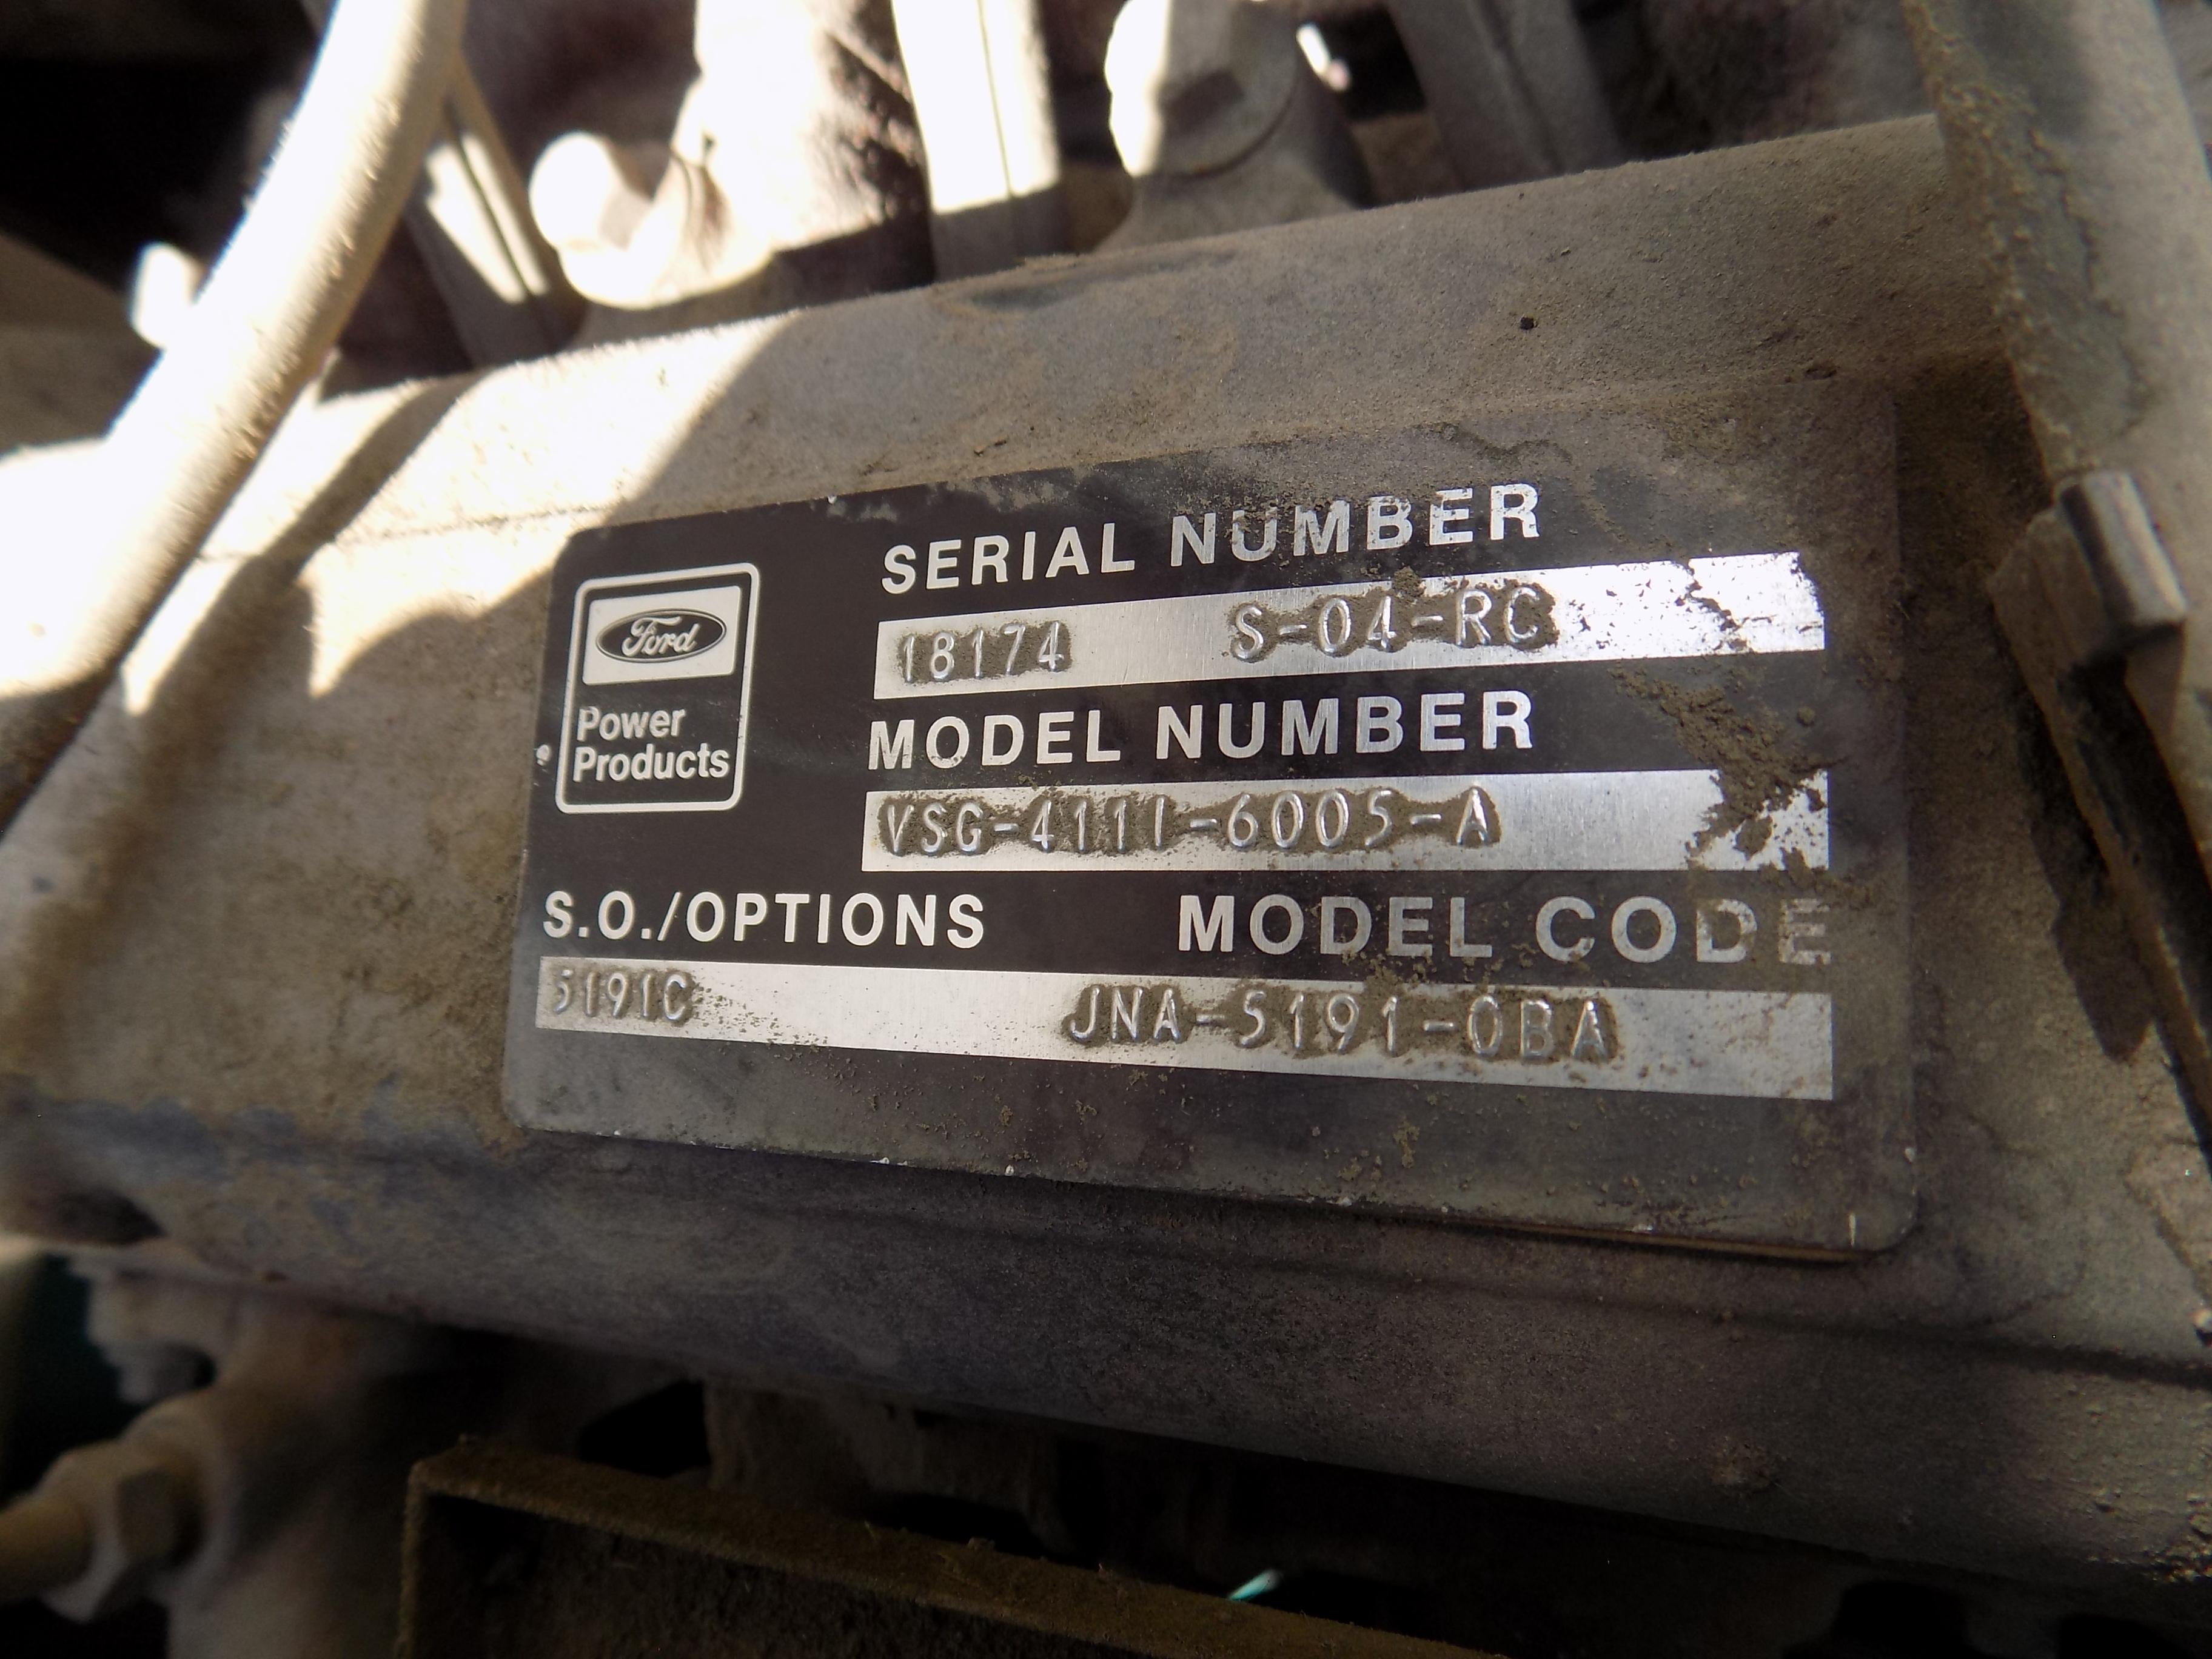 SERIAL NUMBER
18174 S-04-RC
Ford
Power
Products
MODEL NUMBER
VSG-411I-6005-A
S.O./OPTIONS MODEL CODE
5191C JNA-5191-0BA